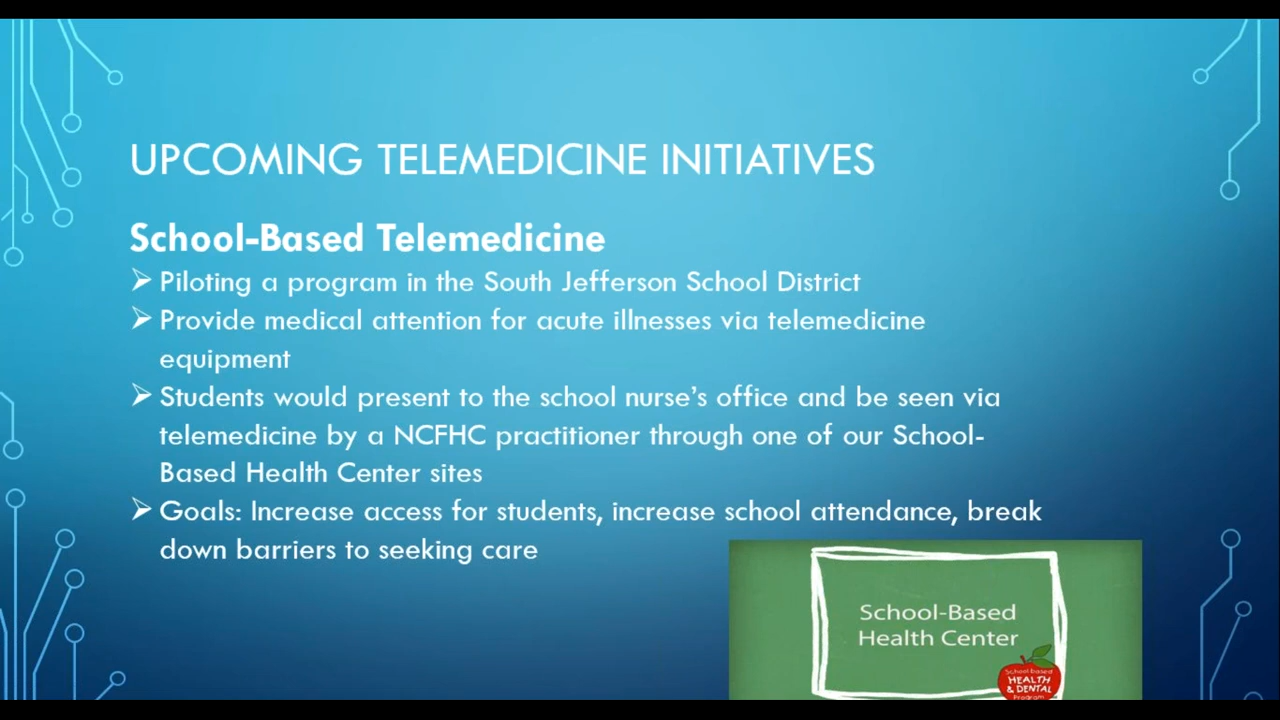 UPCOMING TELEMEDICINE INITIATIVES
School-Based Telemedicine
Piloting a program in the South Jefferson School District
Provide medical attention for acute illnesses via telemedicine
equipment
Students would present to the school nurse’s office and be seen via
telemedicine by a NCFHC practitioner through one of our School-
Based Health Center sites
Goals: Increase access for students, increase school attendance, break
down barriers to seeking care
School-Based
Health Center
School based
HEALTH
& DENTAL
Program